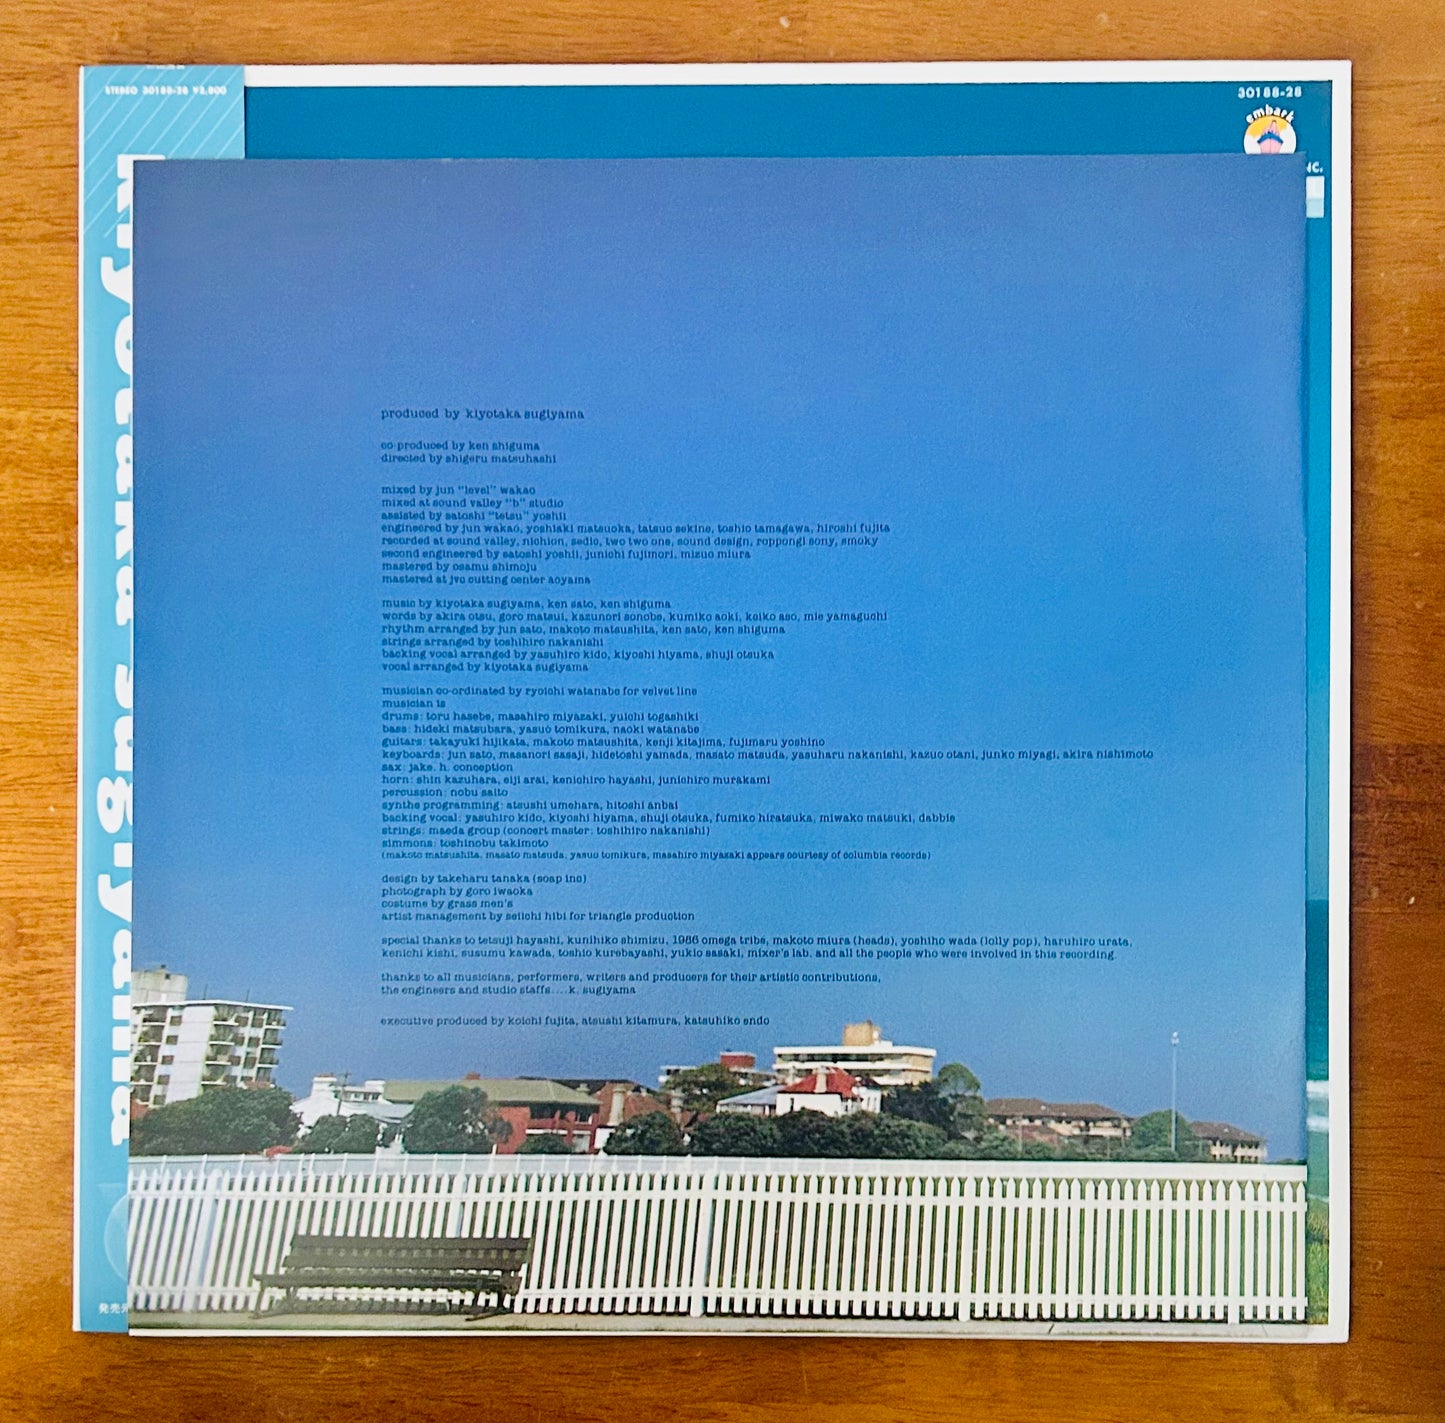 STEREO 30188-28 ¥2,800
30188-28
embark
NC.
kiyotaka sugiyama
produced by kiyotaka sugiyama
co-produced by ken shiguma
directed by shigeru matsuhashi
mixed by jun "level" wakao
mixed at sound valley "b" studio
assisted by satoshi "tetsu" yoshii
engineered by jun wakao, yoshiaki matsuoka, tatsuo sekine, toshio tamagawa, hiroshi fujita
recorded at sound valley, nichion, sedic, two two one, sound design, roppongi sony, smoky
second engineered by satoshi yoshii, junichi fujimori, mizuo miura
mastered by osamu shimoju
mastered at jvc cutting center aoyama
music by kiyotaka sugiyama, ken sato, ken shiguma
words by akira otsu, goro matsui, kazunori sonobe, kumiko aoki, keiko aso, mie yamaguchi
rhythm arranged by jun sato, makoto matsushita, ken sato, ken shiguma
strings arranged by toshihiro nakanishi
backing vocal arranged by yasuhiro kido, kiyoshi hiyama, shuji otsuka
vocal arranged by kiyotaka sugiyama
musician co-ordinated by ryoichi watanabe for velvet line
musician is
drums: toru hasebe, masahiro miyazaki, yuichi togashiki
bass: hideki matsubara, yasuo tomikura, naoki watanabe
guitars: takayuki hijikata, makoto matsushita, kenji kitajima, fujimaru yoshino
keyboards: jun sato, masanori sasaji, hidetoshi yamada, masato matsuda, yasuharu nakanishi, kazuo otani, junko miyagi, akira nishimoto
sax: jake. h. conception
horn: shin kazuhara, eiji arai, kenichiro hayashi, junichiro murakami
percussion: nobu saito
synthe programming: atsushi umehara, hitoshi anbai
backing vocal: yasuhiro kido, kiyoshi hiyama, shuji otsuka, fumiko hiratsuka, miwako matsuki, dabbie
strings: maeda group (concert master: toshihiro nakanishi)
simmons: toshinobu takimoto
(makoto matsushita, masato matsuda, yasuo tomikura, masahiro miyazaki appears courtesy of columbia records)
design by takeharu tanaka (soap inc)
photograph by goro iwaoka
costume by grass men's
artist management by seiichi hibi for triangle production
special thanks to tetsuji hayashi, kunihiko shimizu, 1986 omega tribe, makoto miura (heads), yoshiho wada (lolly pop), haruhiro urata,
kenichi kishi, susumu kawada, toshio kurebayashi, yukio sasaki, mixer's lab. and all the people who were involved in this recording.
thanks to all musicians, performers, writers and producers for their artistic contributions,
the engineers and studio staffs....k. sugiyama
executive produced by koichi fujita, atsushi kitamura, katsuhiko endo
発売元